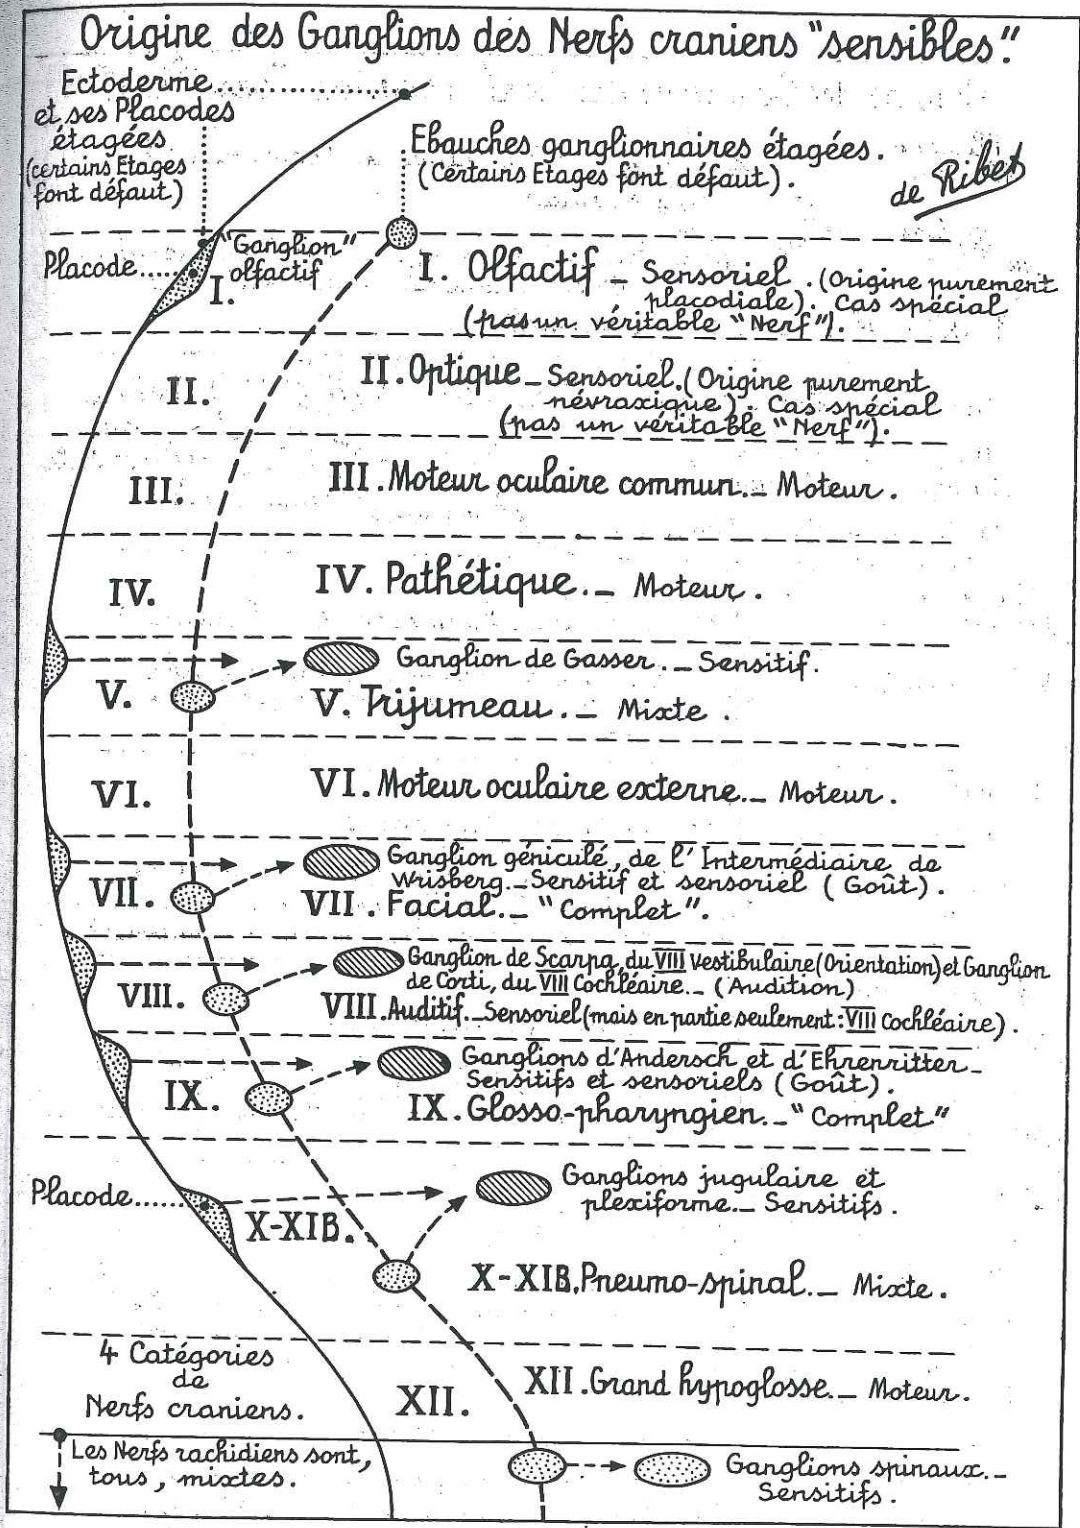 Origine des Ganglions des Nerfs craniens "sensibles."
Ectoderme
et ses Placodes
étagées
(certains Etages
font défaut)
Ebauches ganglionnaires étagées.
(Certains Etages font défaut).
de Ribet
Placode
"Ganglion"
olfactif
I.
I. Olfactif _ Sensoriel. (Origine purement
placodiale). Cas spécial
(pas un véritable "Nerf").
II.
II. Optique _ Sensoriel. (Origine purement
névraxique). Cas spécial
(pas un véritable "Nerf").
III.
III. Moteur oculaire commun._ Moteur.
IV.
IV. Pathétique._ Moteur.
Ganglion de Gasser._ Sensitif.
V.
V. Trijumeau._ Mixte.
VI.
VI. Moteur oculaire externe._ Moteur.
Ganglion géniculé, de l'Intermédiaire de
Wrisberg._ Sensitif et sensoriel (Goût).
VII.
VII. Facial._ "Complet".
Ganglion de Scarpa, du VIII Vestibulaire (Orientation) et Ganglion
de Corti, du VIII Cochléaire._ (Audition)
VIII.
VIII. Auditif._ Sensoriel (mais en partie seulement: VIII Cochléaire).
Ganglions d'Andersch et d'Ehrenritter_
Sensitifs et sensoriels (Goût).
IX.
IX. Glosso-pharyngien._ "Complet"
Placode
Ganglions jugulaire et
plexiforme._ Sensitifs.
X-XIB.
X-XIB. Pneumo-spinal._ Mixte.
4 Catégories
de
Nerfs craniens.
XII.
XII. Grand hypoglosse._ Moteur.
Les Nerfs rachidiens sont,
tous, mixtes.
Ganglions spinaux._
Sensitifs.